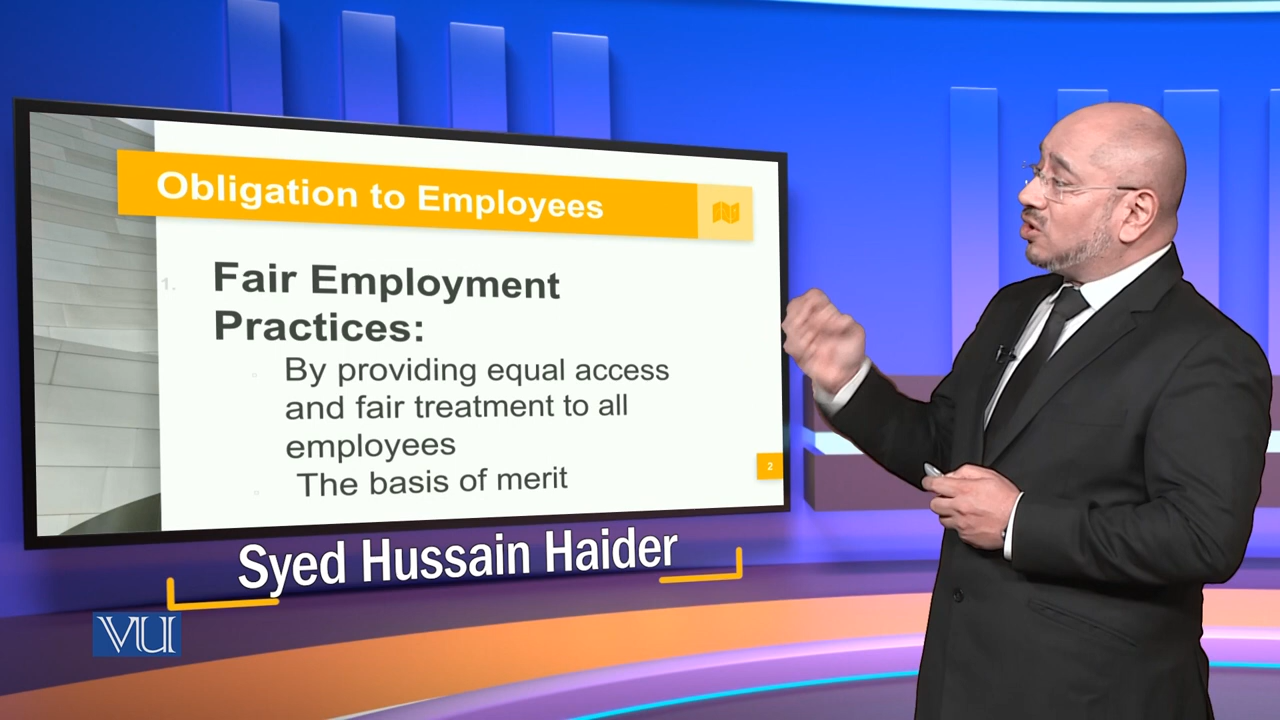 Obligation to Employees
1. Fair Employment
Practices:
By providing equal access
and fair treatment to all
employees
The basis of merit
2
Syed Hussain Haider
VU